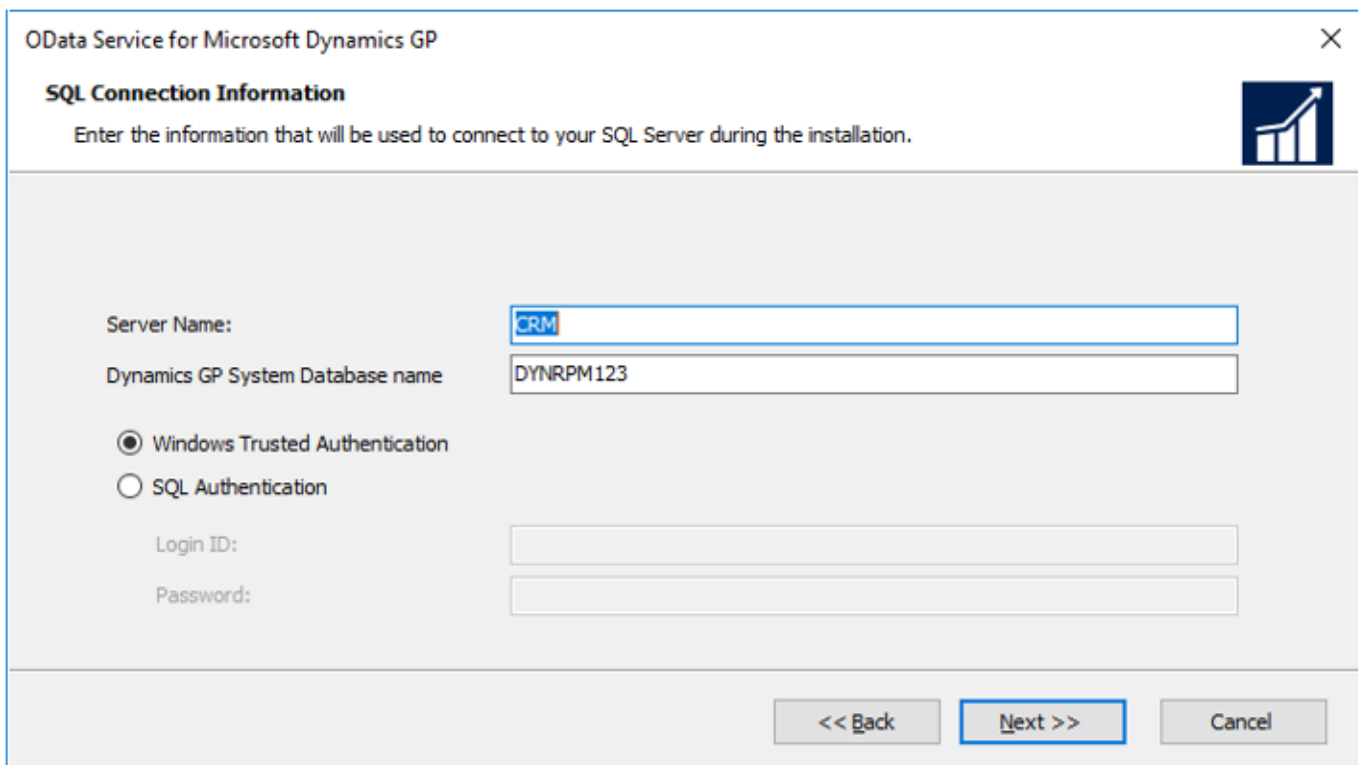 OData Service for Microsoft Dynamics GP
SQL Connection Information
Enter the information that will be used to connect to your SQL Server during the installation.
Server Name:
CRM
Dynamics GP System Database name
DYNRPM123
Windows Trusted Authentication
SQL Authentication
Login ID:
Password:
<< Back
Next >>
Cancel